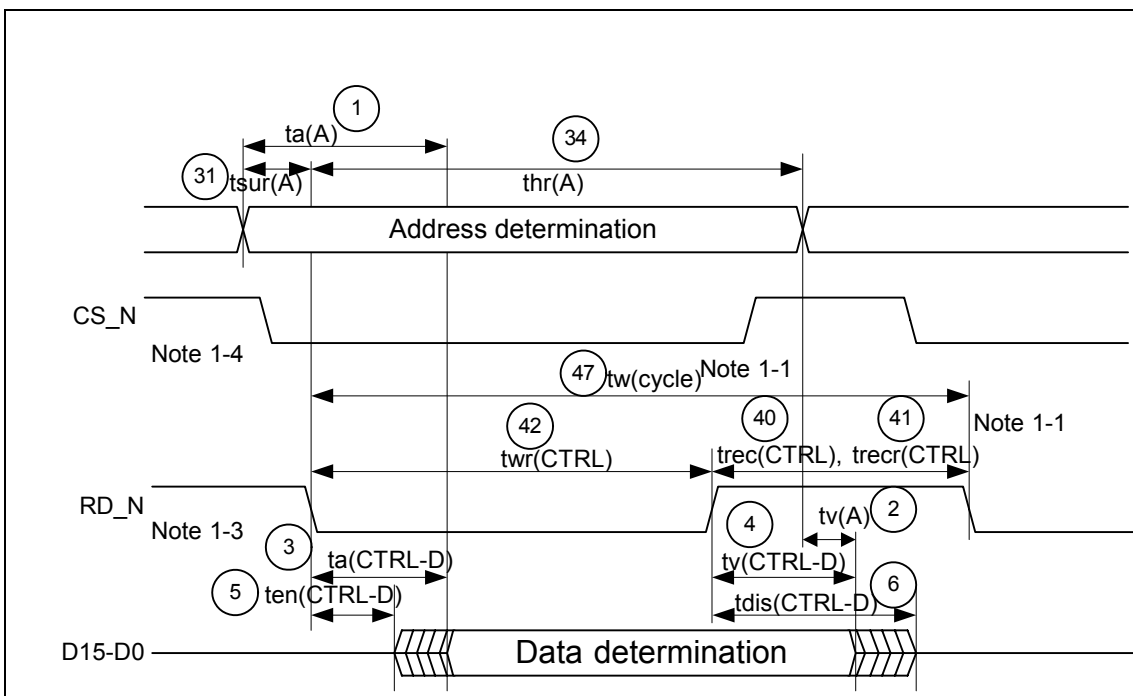 1
ta(A)
34
31
tsur(A)
thr(A)
Address determination
CS_N
Note 1-4
47
tw(cycle)
Note 1-1
42
40
41
Note 1-1
twr(CTRL)
trec(CTRL), trecr(CTRL)
RD_N
Note 1-3
2
4
tv(A)
3
ta(CTRL-D)
tv(CTRL-D)
5
ten(CTRL-D)
6
tdis(CTRL-D)
D15-D0
Data determination